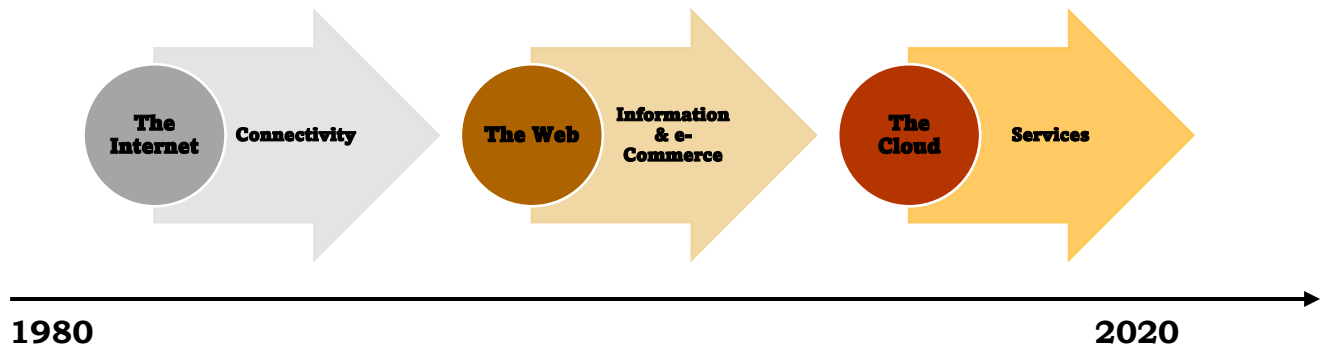 The
Internet
Connectivity
The Web
Information
& e-
Commerce
The
Cloud
Services
1980
2020